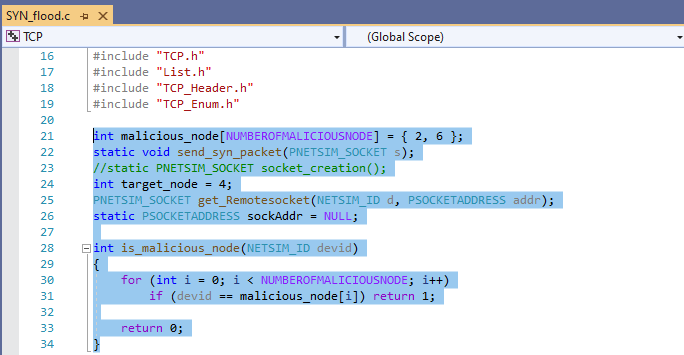 SYN_flood.c
TCP (Global Scope)
16 #include "TCP.h"
17 #include "List.h"
18 #include "TCP_Header.h"
19 #include "TCP_Enum.h"
20
21 int malicious_node[NUMBEROFMALICIOUSNODE] = { 2, 6 };
22 static void send_syn_packet(PNETSIM_SOCKET s);
23 //static PNETSIM_SOCKET socket_creation();
24 int target_node = 4;
25 PNETSIM_SOCKET get_Remotesocket(NETSIM_ID d, PSOCKETADDRESS addr);
26 static PSOCKETADDRESS sockAddr = NULL;
27
28 int is_malicious_node(NETSIM_ID devid)
29 {
30 for (int i = 0; i < NUMBEROFMALICIOUSNODE; i++)
31 if (devid == malicious_node[i]) return 1;
32
33 return 0;
34 }